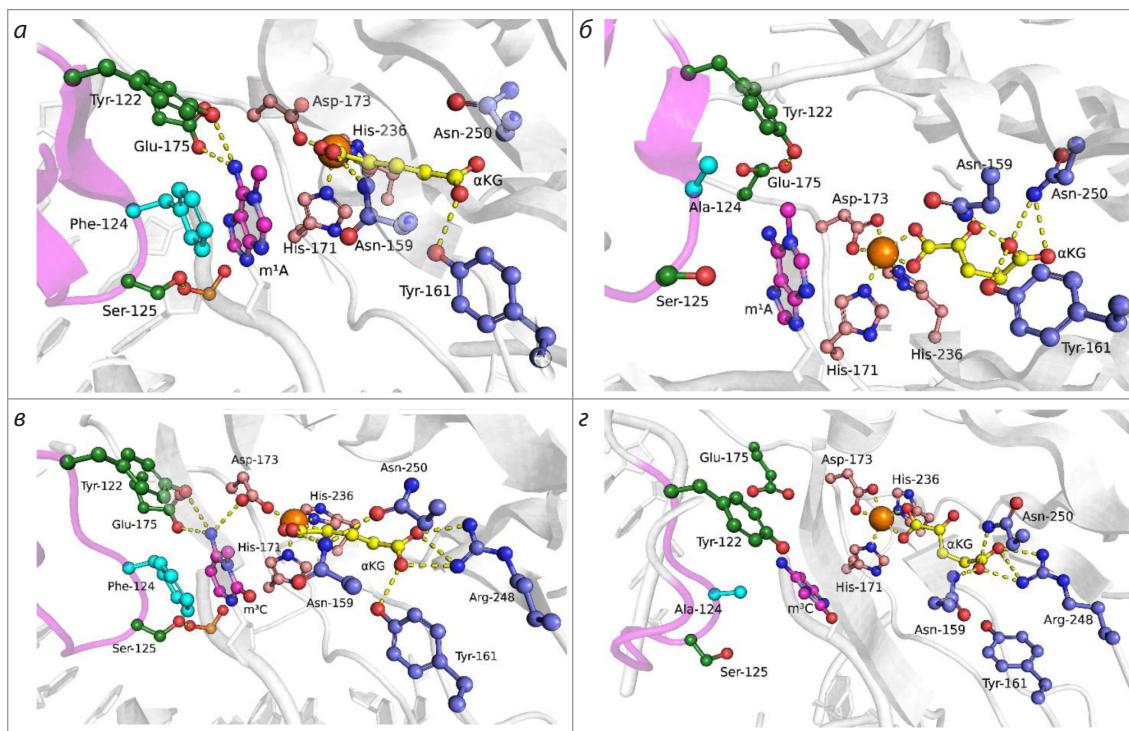 а
Tyr-122
Asp-173
His-236
Asn-250
Glu-175
αKG
Phe-124
His-171
Asn-159
m¹A
Ser-125
Tyr-161
б
Tyr-122
Asn-159
Glu-175
Asn-250
Ala-124
Asp-173
αKG
Ser-125
m¹A
His-236
Tyr-161
His-171
в
Asp-173
Asn-250
Tyr-122
His-236
Glu-175
His-171
αKG
Phe-124
m³C
Asn-159
Arg-248
Ser-125
Tyr-161
г
Glu-175
Asp-173
His-236
Asn-250
Tyr-122
αKG
His-171
Ala-124
m³C
Asn-159
Arg-248
Ser-125
Tyr-161